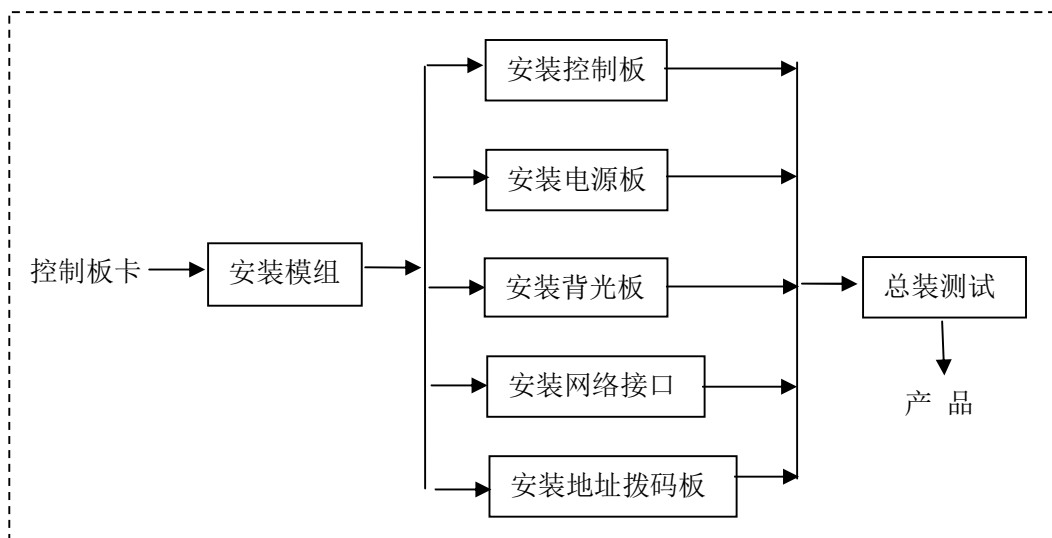 安装控制板
安装电源板
控制板卡
安装模组
安装背光板
总装测试
安装网络接口
产 品
安装地址拨码板